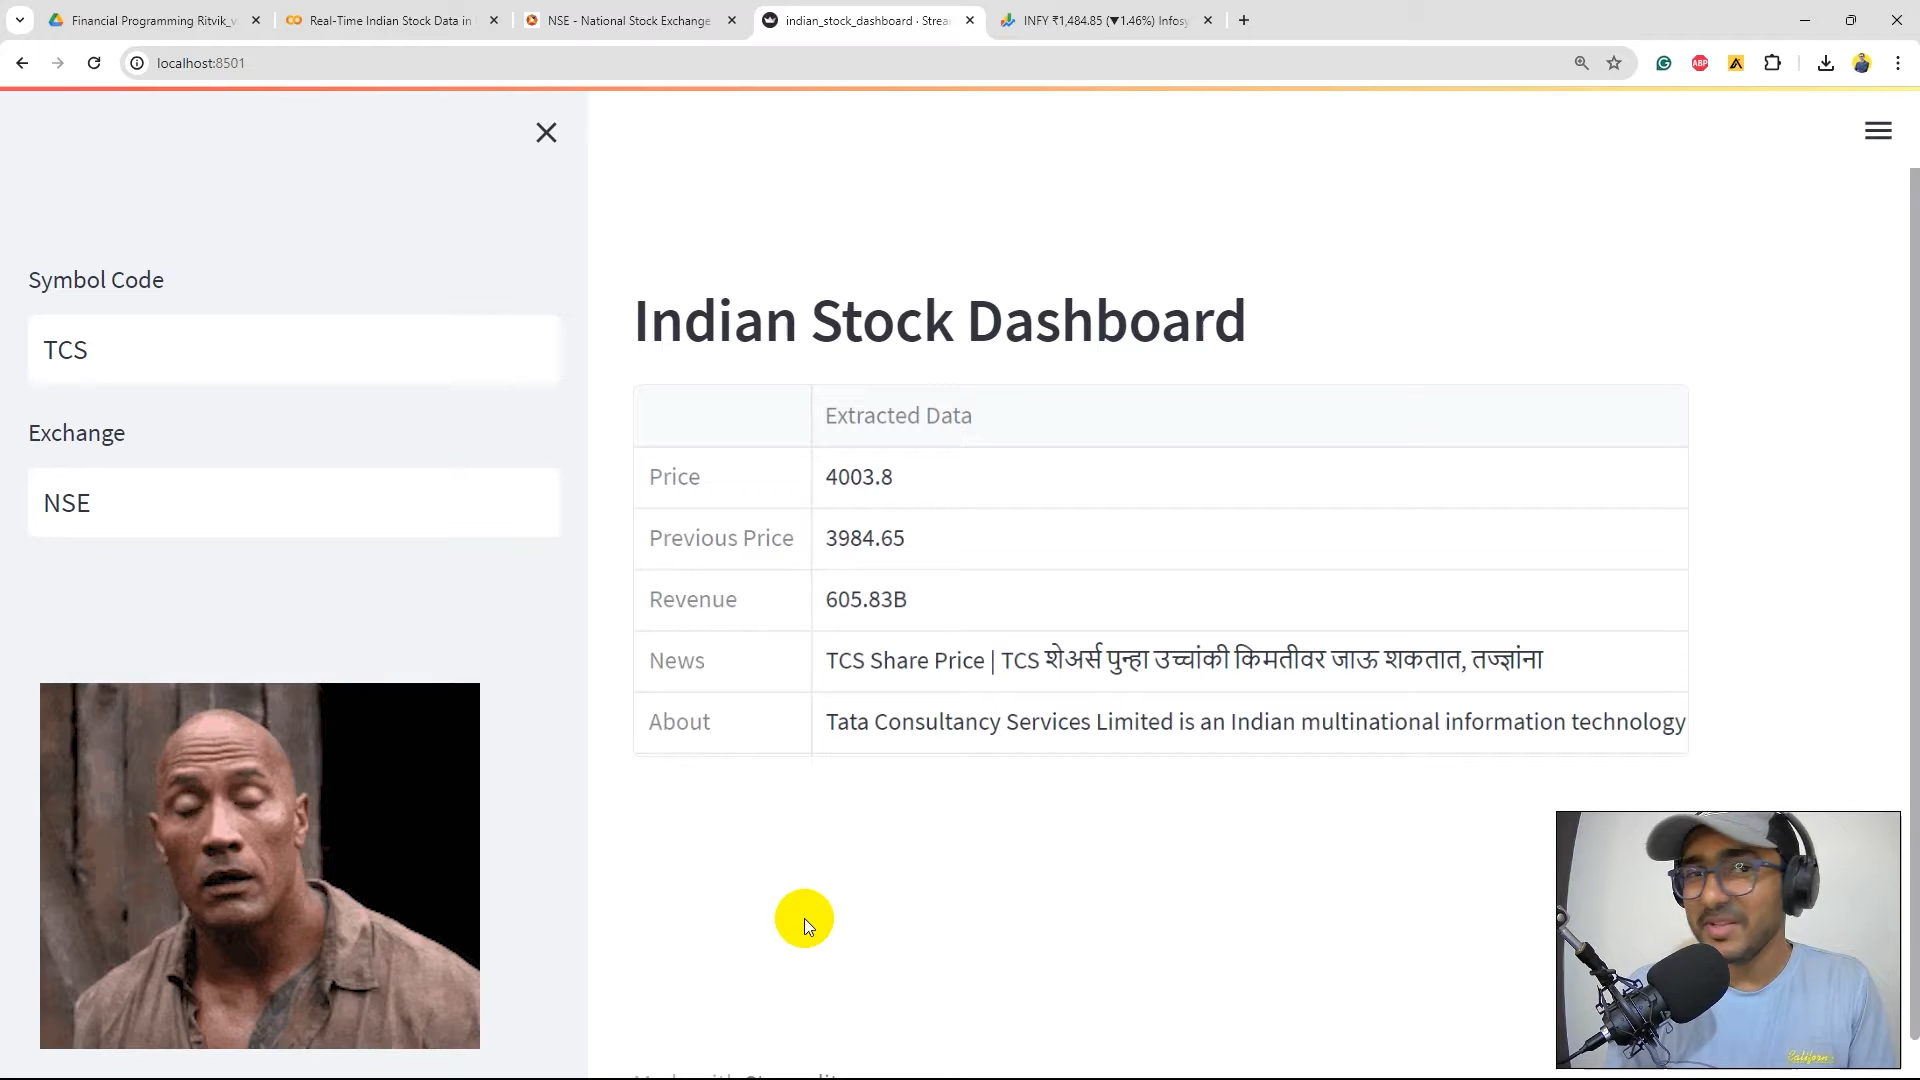 Financial Programming Ritvik_v
Real-Time Indian Stock Data in
NSE - National Stock Exchange
indian_stock_dashboard · Strea
INFY ₹1,484.85 (▼1.46%) Infosy
localhost:8501
ABP
Symbol Code
TCS
Exchange
NSE
Indian Stock Dashboard
Extracted Data
Price 4003.8
Previous Price 3984.65
Revenue 605.83B
News TCS Share Price | TCS शेअर्स पुन्हा उच्चांकी किमतीवर जाऊ शकतात, तज्ज्ञांना
About Tata Consultancy Services Limited is an Indian multinational information technology